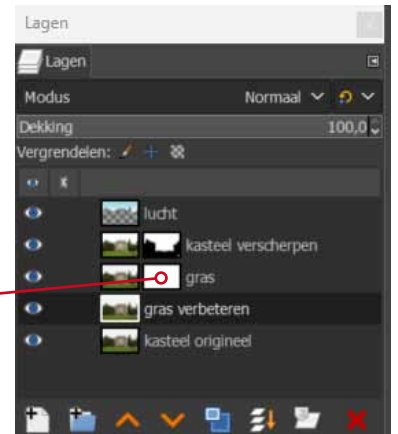 Lagen
Lagen
Modus Normaal
Dekking 100,0
Vergrendelen:
lucht
kasteel verscherpen
gras
gras verbeteren
kasteel origineel